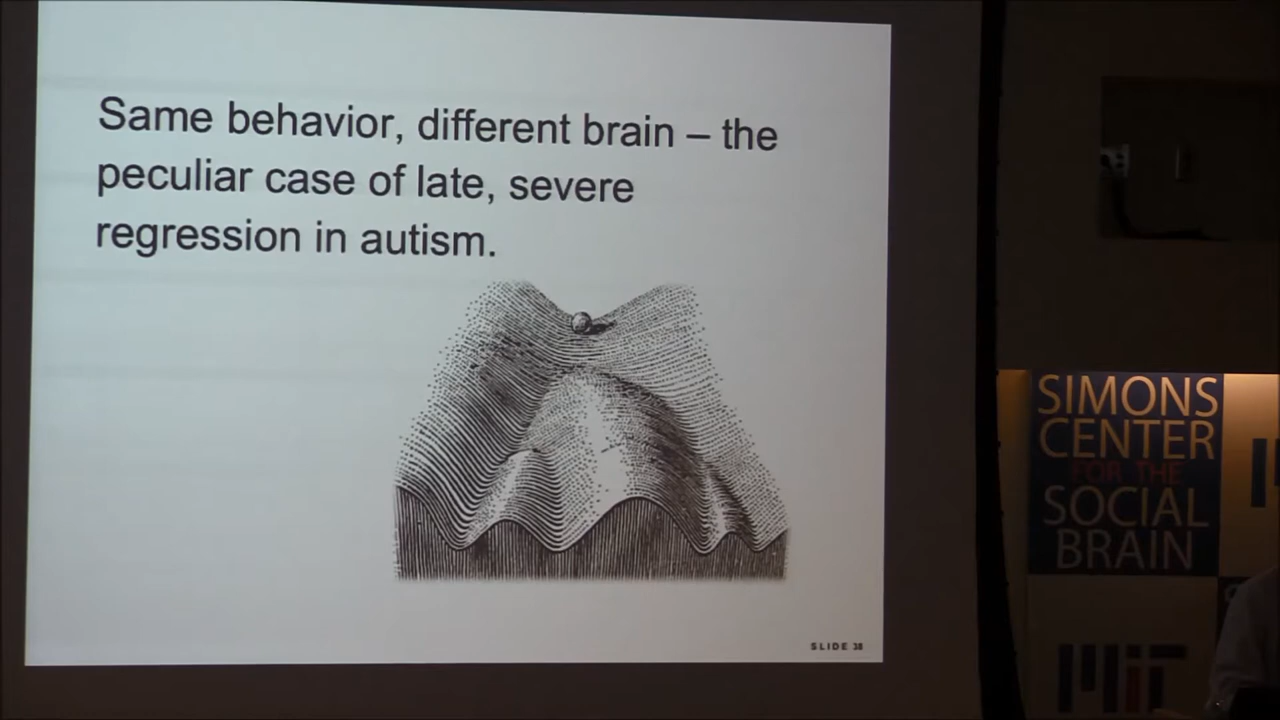 Same behavior, different brain – the
peculiar case of late, severe
regression in autism.
SLIDE 38
SIMONS
CENTER
FOR THE
SOCIAL
BRAIN
MIT